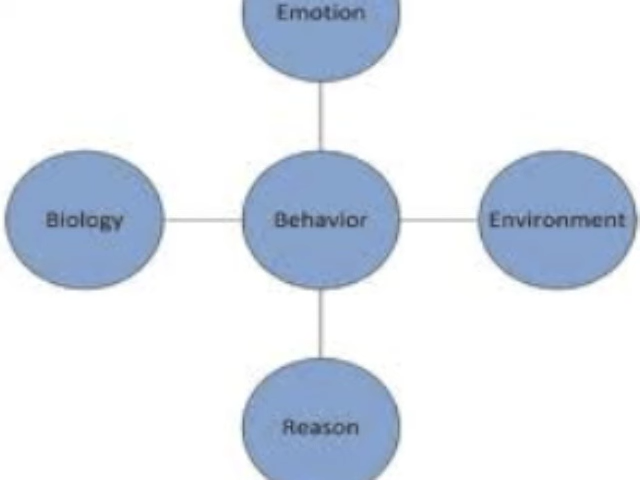 Emotion
Biology
Behavior
Environment
Reason